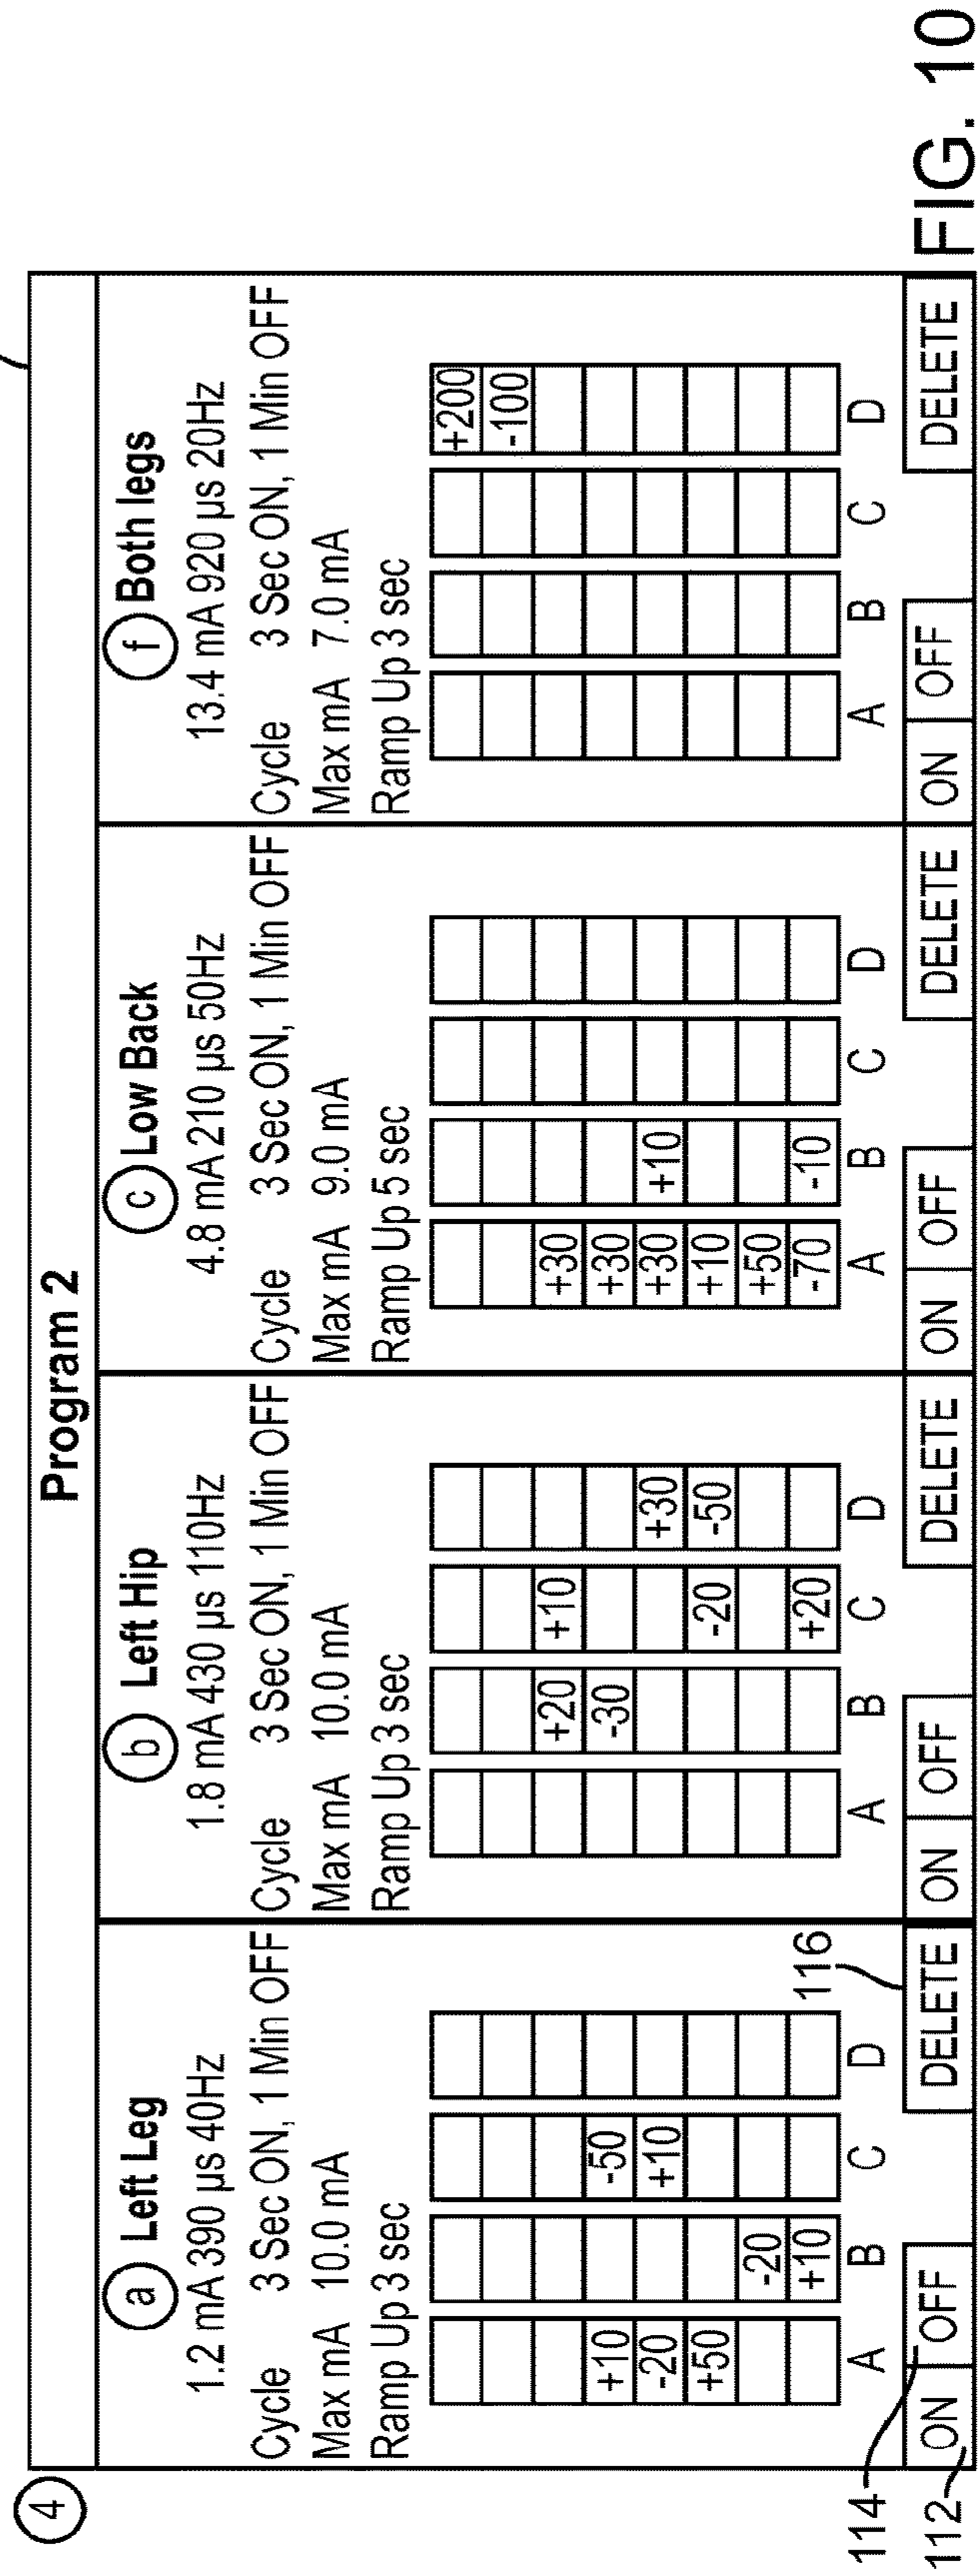 4
Program 2
a Left Leg
1.2 mA 390 µs 40Hz
Cycle 3 Sec ON, 1 Min OFF
Max mA 10.0 mA
Ramp Up 3 sec
+10
-20
+50
-20
+10
-50
+10
A B C D
116
ON OFF DELETE
b Left Hip
1.8 mA 430 µs 110Hz
Cycle 3 Sec ON, 1 Min OFF
Max mA 10.0 mA
Ramp Up 3 sec
+20
-30
+10
-20
+20
+30
-50
A B C D
ON OFF DELETE
c Low Back
4.8 mA 210 µs 50Hz
Cycle 3 Sec ON, 1 Min OFF
Max mA 9.0 mA
Ramp Up 5 sec
+30
+30
+30
+10
+50
-70
+10
-10
A B C D
ON OFF DELETE
f Both legs
13.4 mA 920 µs 20Hz
Cycle 3 Sec ON, 1 Min OFF
Max mA 7.0 mA
Ramp Up 3 sec
+200
-100
A B C D
ON OFF DELETE
114
112
FIG. 10